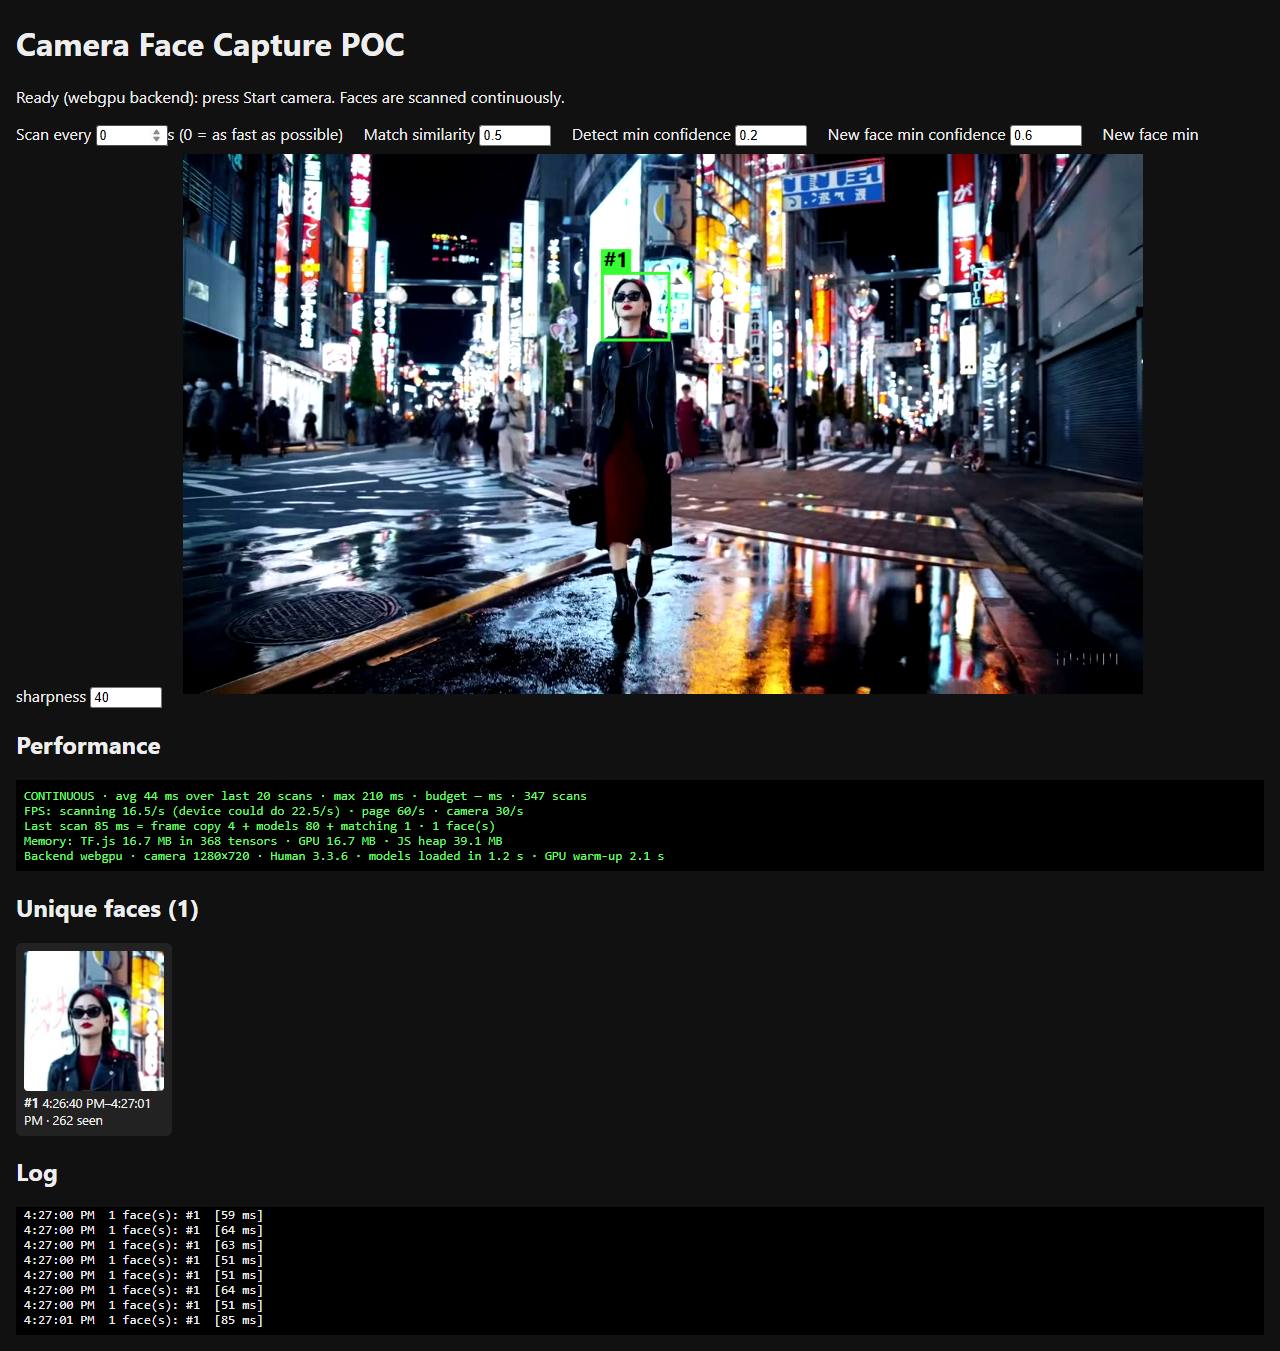 Camera Face Capture POC
Ready (webgpu backend): press Start camera. Faces are scanned continuously.
Scan every 0 s (0 = as fast as possible) Match similarity 0.5 Detect min confidence 0.2 New face min confidence 0.6 New face min
#1
sharpness 40
Performance
CONTINUOUS · avg 44 ms over last 20 scans · max 210 ms · budget — ms · 347 scans
FPS: scanning 16.5/s (device could do 22.5/s) · page 60/s · camera 30/s
Last scan 85 ms = frame copy 4 + models 80 + matching 1 · 1 face(s)
Memory: TF.js 16.7 MB in 368 tensors · GPU 16.7 MB · JS heap 39.1 MB
Backend webgpu · camera 1280×720 · Human 3.3.6 · models loaded in 1.2 s · GPU warm-up 2.1 s
Unique faces (1)
#1 4:26:40 PM–4:27:01
PM · 262 seen
Log
4:27:00 PM 1 face(s): #1 [59 ms]
4:27:00 PM 1 face(s): #1 [64 ms]
4:27:00 PM 1 face(s): #1 [63 ms]
4:27:00 PM 1 face(s): #1 [51 ms]
4:27:00 PM 1 face(s): #1 [51 ms]
4:27:00 PM 1 face(s): #1 [64 ms]
4:27:00 PM 1 face(s): #1 [51 ms]
4:27:01 PM 1 face(s): #1 [85 ms]